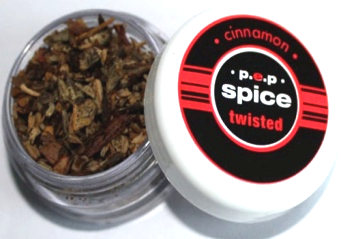 • cinnamon •
• p.e.p •
spice
twisted